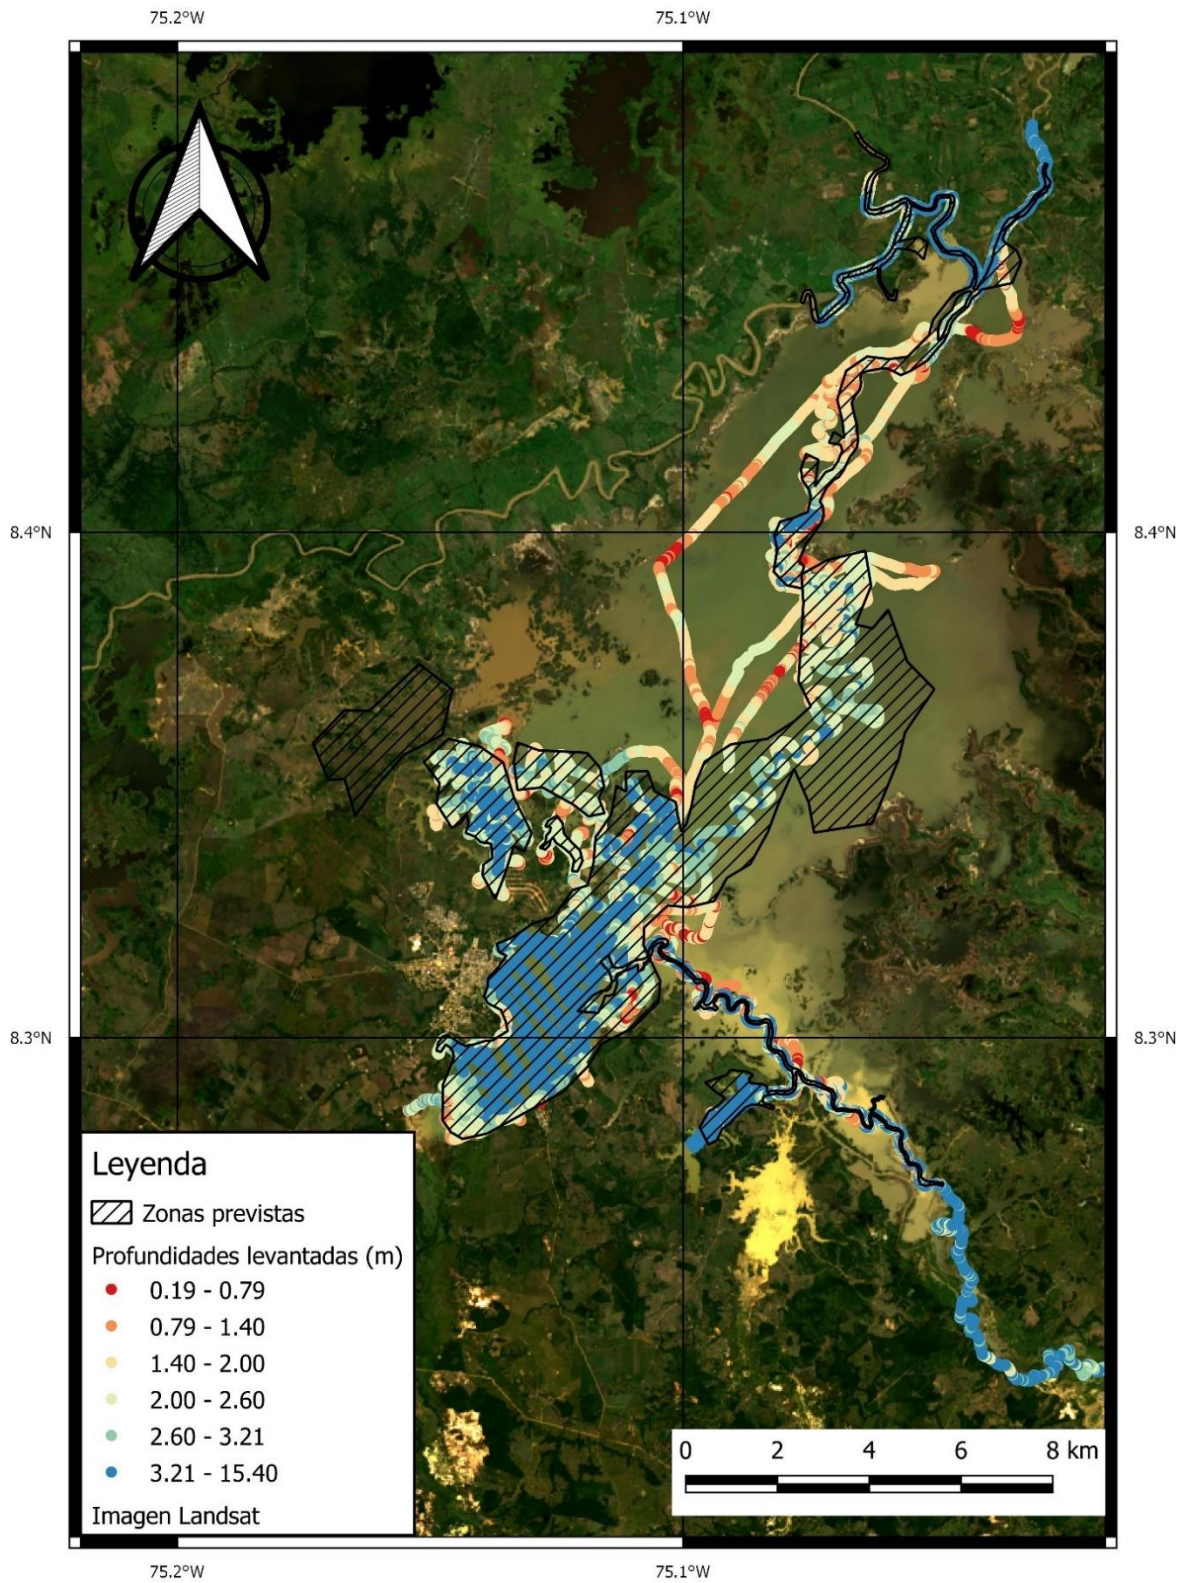 75.2°W 75.1°W
8.4°N 8.4°N
8.3°N 8.3°N
Leyenda
Zonas previstas
Profundidades levantadas (m)
0.19 - 0.79
0.79 - 1.40
1.40 - 2.00
2.00 - 2.60
2.60 - 3.21
3.21 - 15.40
Imagen Landsat
0 2 4 6 8 km
75.2°W 75.1°W